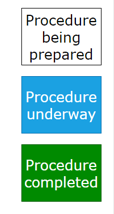 Procedure
being
prepared
Procedure
underway
Procedure
completed